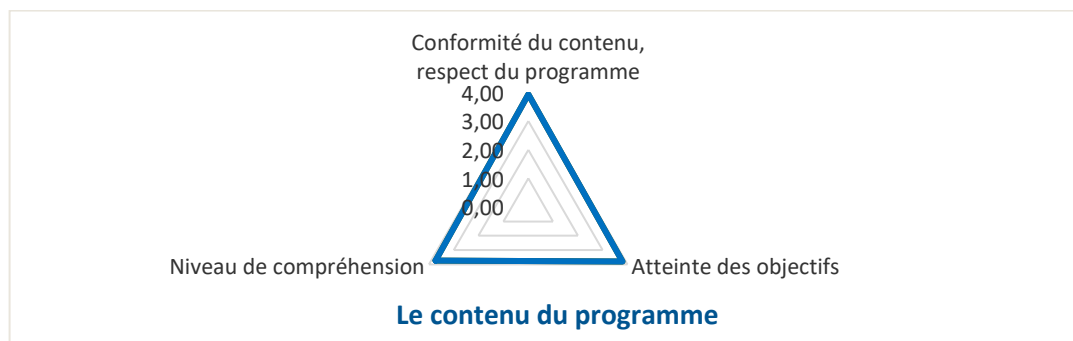 Conformité du contenu,
respect du programme
4,00
3,00
2,00
1,00
0,00
Niveau de compréhension
Atteinte des objectifs
Le contenu du programme